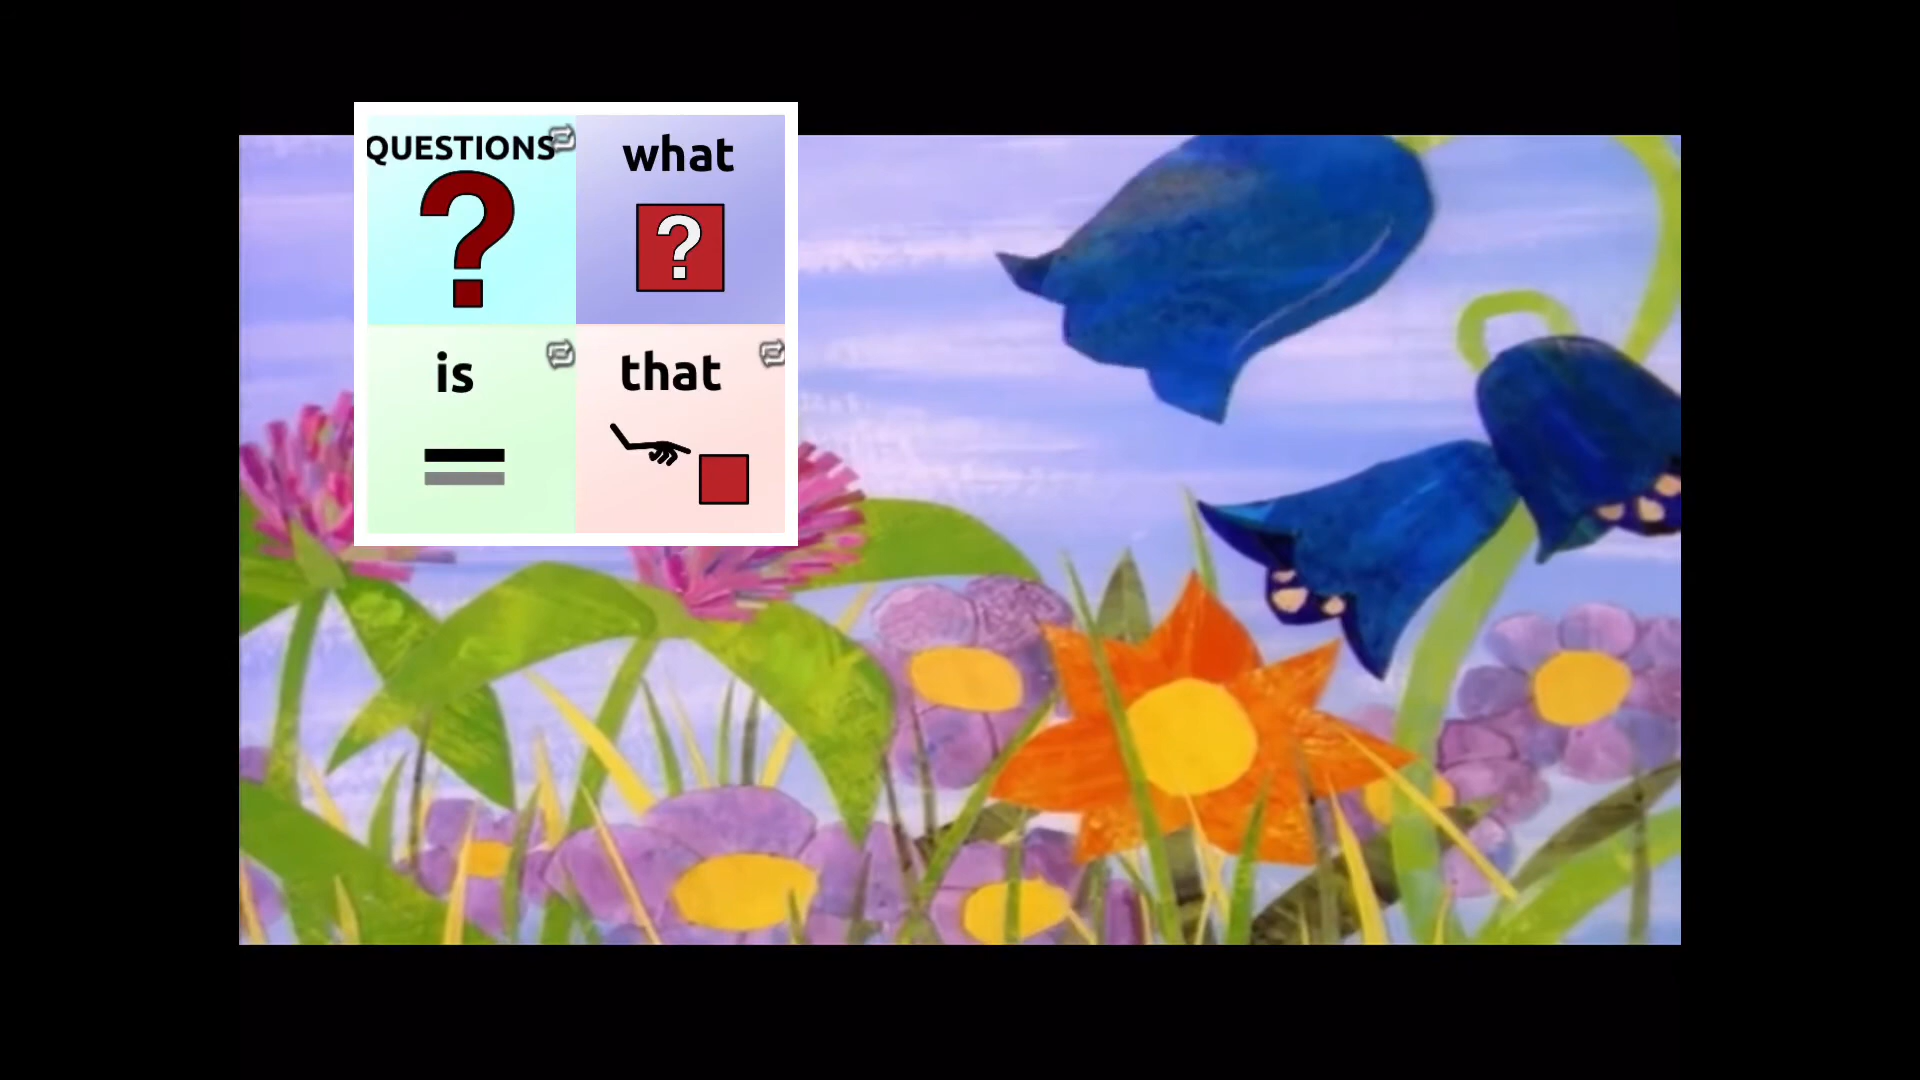 QUESTIONS
what
?
?
is
that